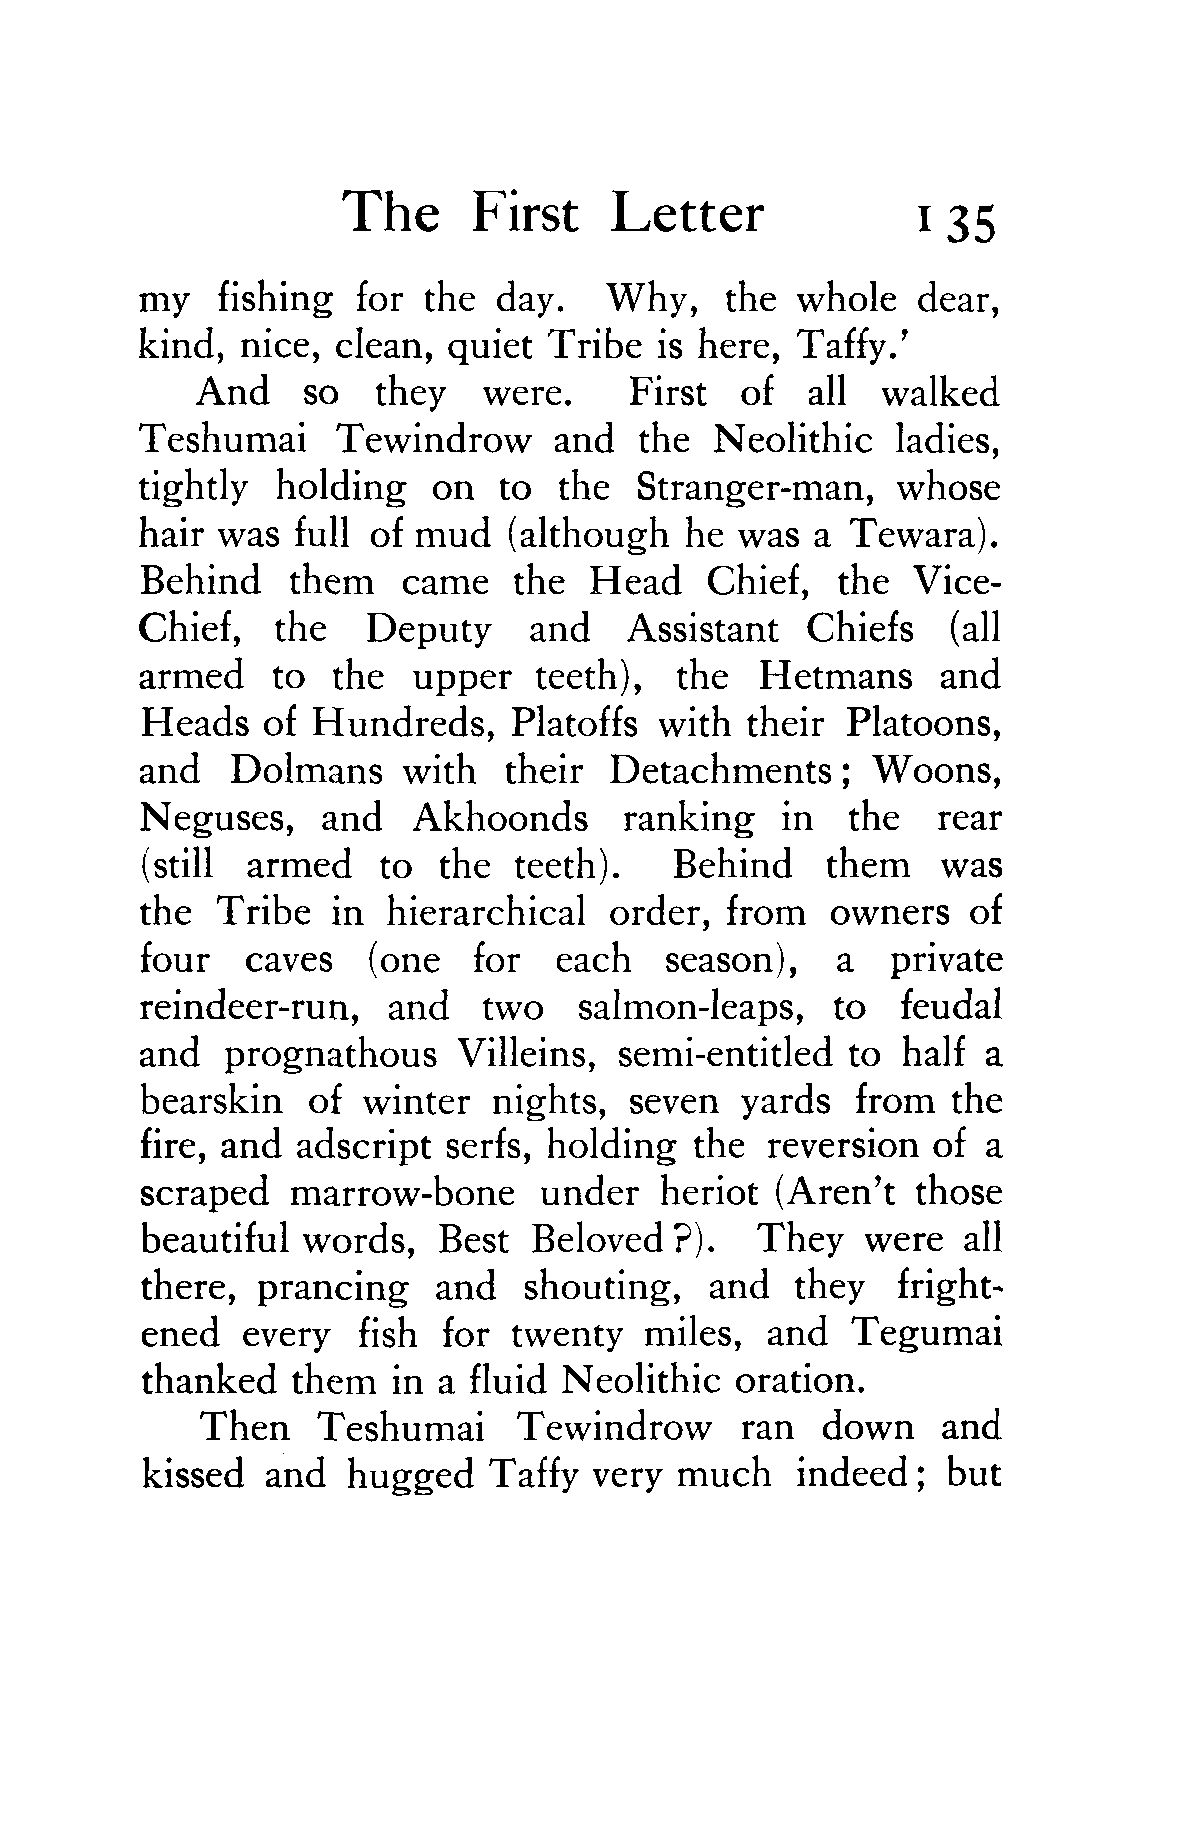 The First Letter 135
my fishing for the day. Why, the whole dear,
kind, nice, clean, quiet Tribe is here, Taffy.'
And so they were. First of all walked
Teshumai Tewindrow and the Neolithic ladies,
tightly holding on to the Stranger-man, whose
hair was full of mud (although he was a Tewara).
Behind them came the Head Chief, the Vice-
Chief, the Deputy and Assistant Chiefs (all
armed to the upper teeth), the Hetmans and
Heads of Hundreds, Platoffs with their Platoons,
and Dolmans with their Detachments; Woons,
Neguses, and Akhoonds ranking in the rear
(still armed to the teeth). Behind them was
the Tribe in hierarchical order, from owners of
four caves (one for each season), a private
reindeer-run, and two salmon-leaps, to feudal
and prognathous Villeins, semi-entitled to half a
bearskin of winter nights, seven yards from the
fire, and adscript serfs, holding the reversion of a
scraped marrow-bone under heriot (Aren't those
beautiful words, Best Beloved?). They were all
there, prancing and shouting, and they fright-
ened every fish for twenty miles, and Tegumai
thanked them in a fluid Neolithic oration.
Then Teshumai Tewindrow ran down and
kissed and hugged Taffy very much indeed; but